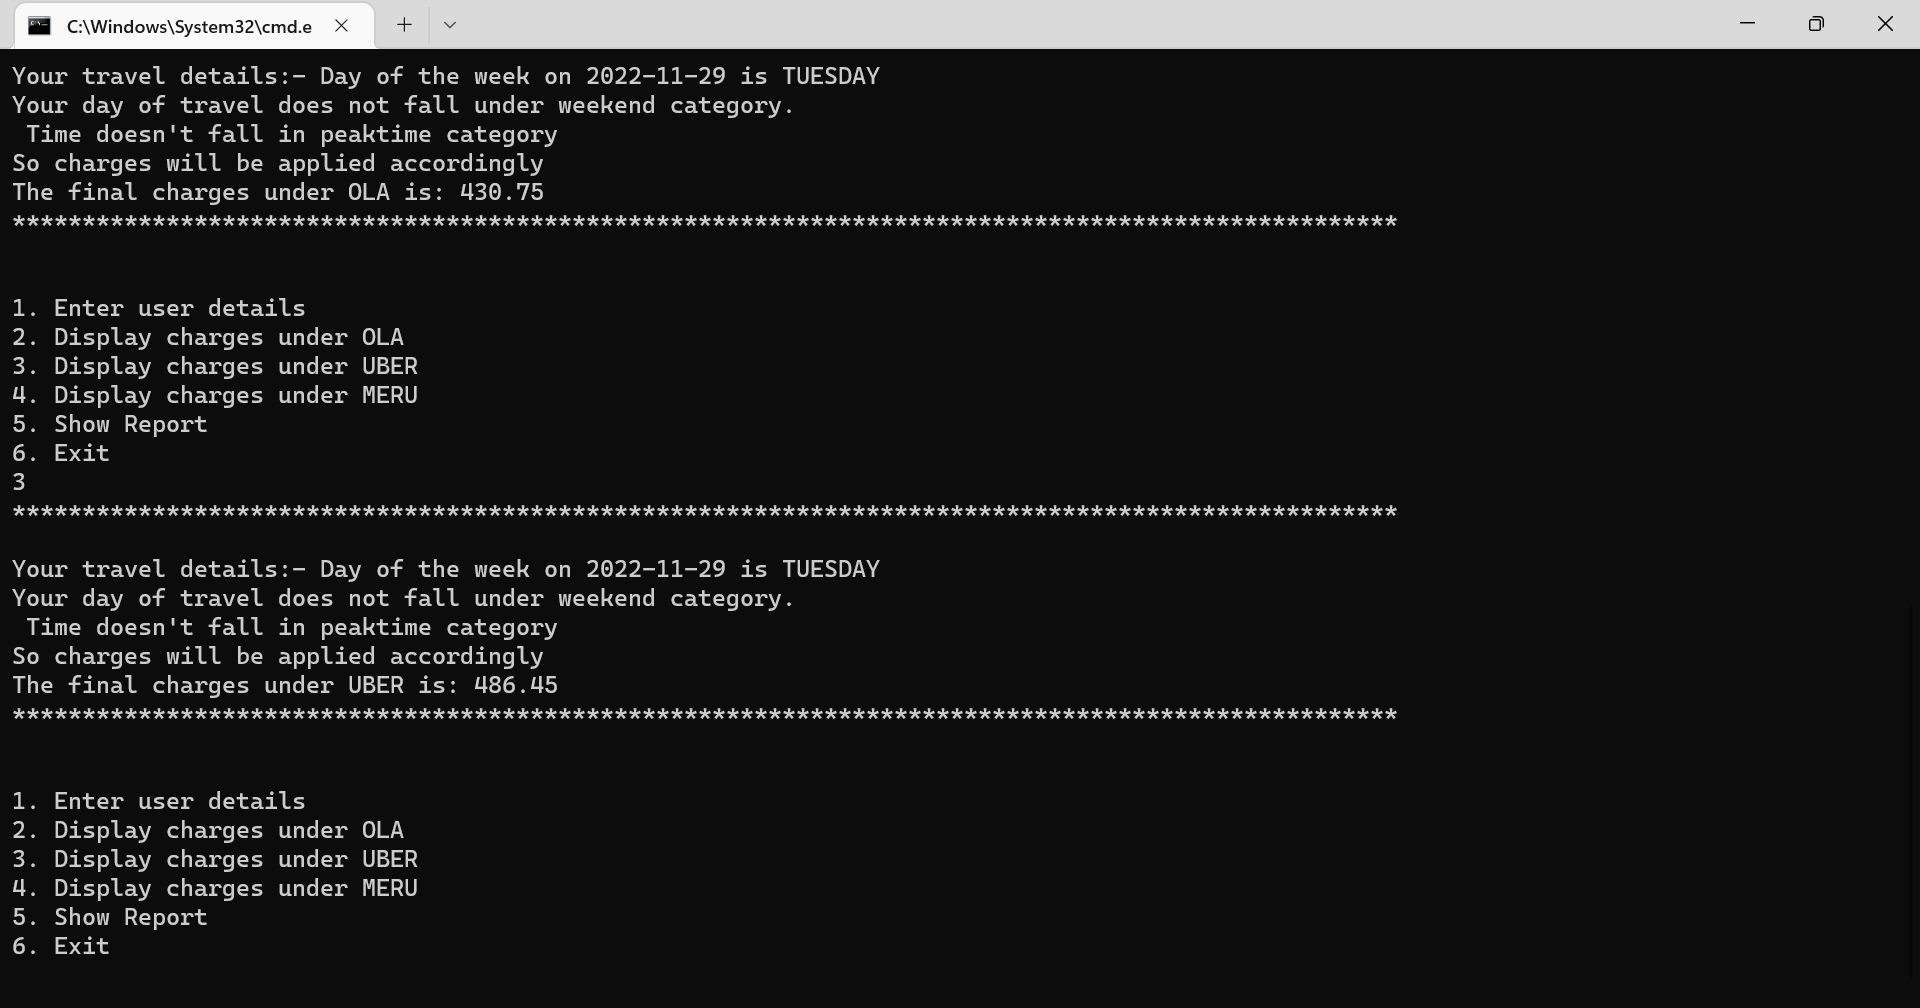 C:\Windows\System32\cmd.e
Your travel details:- Day of the week on 2022-11-29 is TUESDAY
Your day of travel does not fall under weekend category.
 Time doesn't fall in peaktime category
So charges will be applied accordingly
The final charges under OLA is: 430.75
***************************************************************************************************
1. Enter user details
2. Display charges under OLA
3. Display charges under UBER
4. Display charges under MERU
5. Show Report
6. Exit
3
***************************************************************************************************
Your travel details:- Day of the week on 2022-11-29 is TUESDAY
Your day of travel does not fall under weekend category.
 Time doesn't fall in peaktime category
So charges will be applied accordingly
The final charges under UBER is: 486.45
***************************************************************************************************
1. Enter user details
2. Display charges under OLA
3. Display charges under UBER
4. Display charges under MERU
5. Show Report
6. Exit